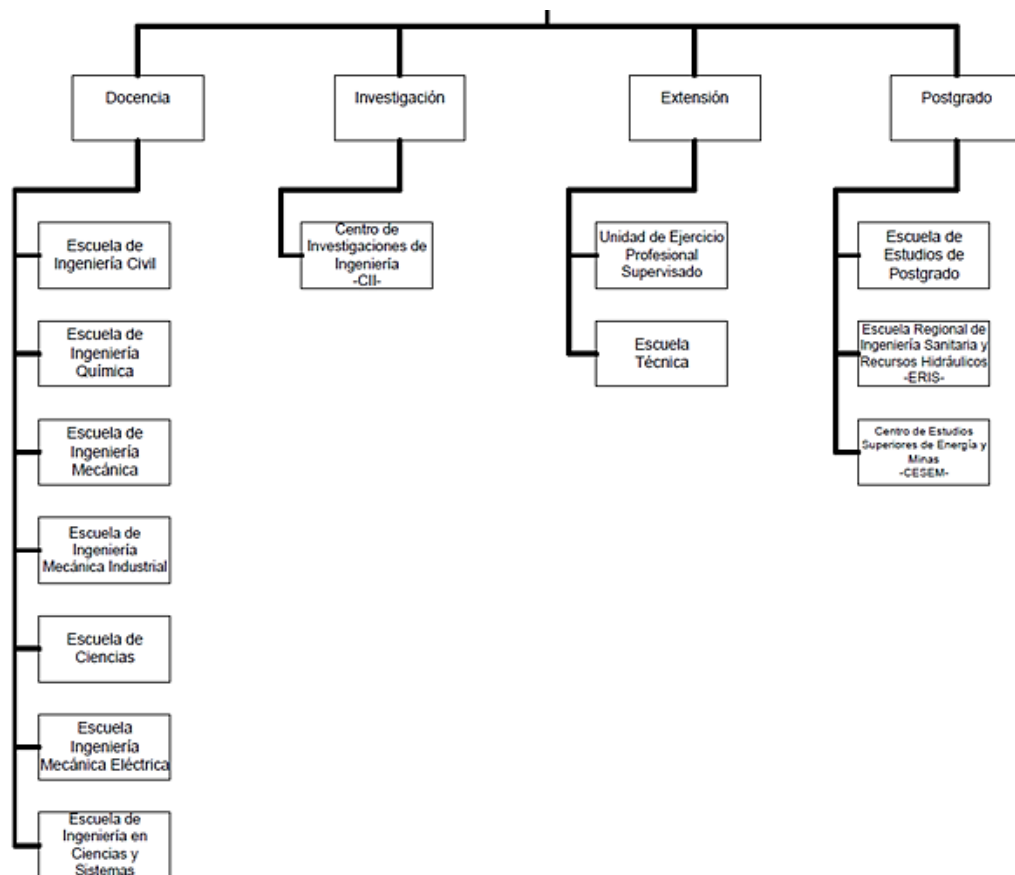 Docencia
Investigación
Extensión
Postgrado
Escuela de
Ingeniería Civil
Escuela de
Ingeniería
Química
Escuela de
Ingeniería
Mecánica
Escuela de
Ingeniería
Mecánica Industrial
Escuela de
Ciencias
Escuela
Ingeniería
Mecánica Eléctrica
Escuela de
Ingeniería en
Ciencias y
Sistemas
Centro de
Investigaciones de
Ingeniería
-CII-
Unidad de Ejercicio
Profesional
Supervisado
Escuela
Técnica
Escuela de
Estudios de
Postgrado
Escuela Regional de
Ingeniería Sanitaria y
Recursos Hidráulicos
-ERIS-
Centro de Estudios
Superiores de Energía y
Minas
-CESEM-